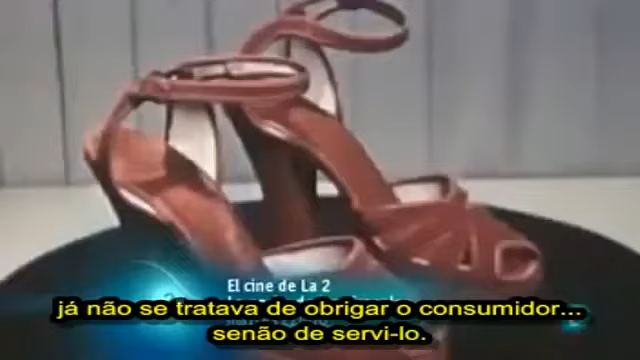 El cine de La 2
já não se tratava de obrigar o consumidor...
senão de servi-lo.